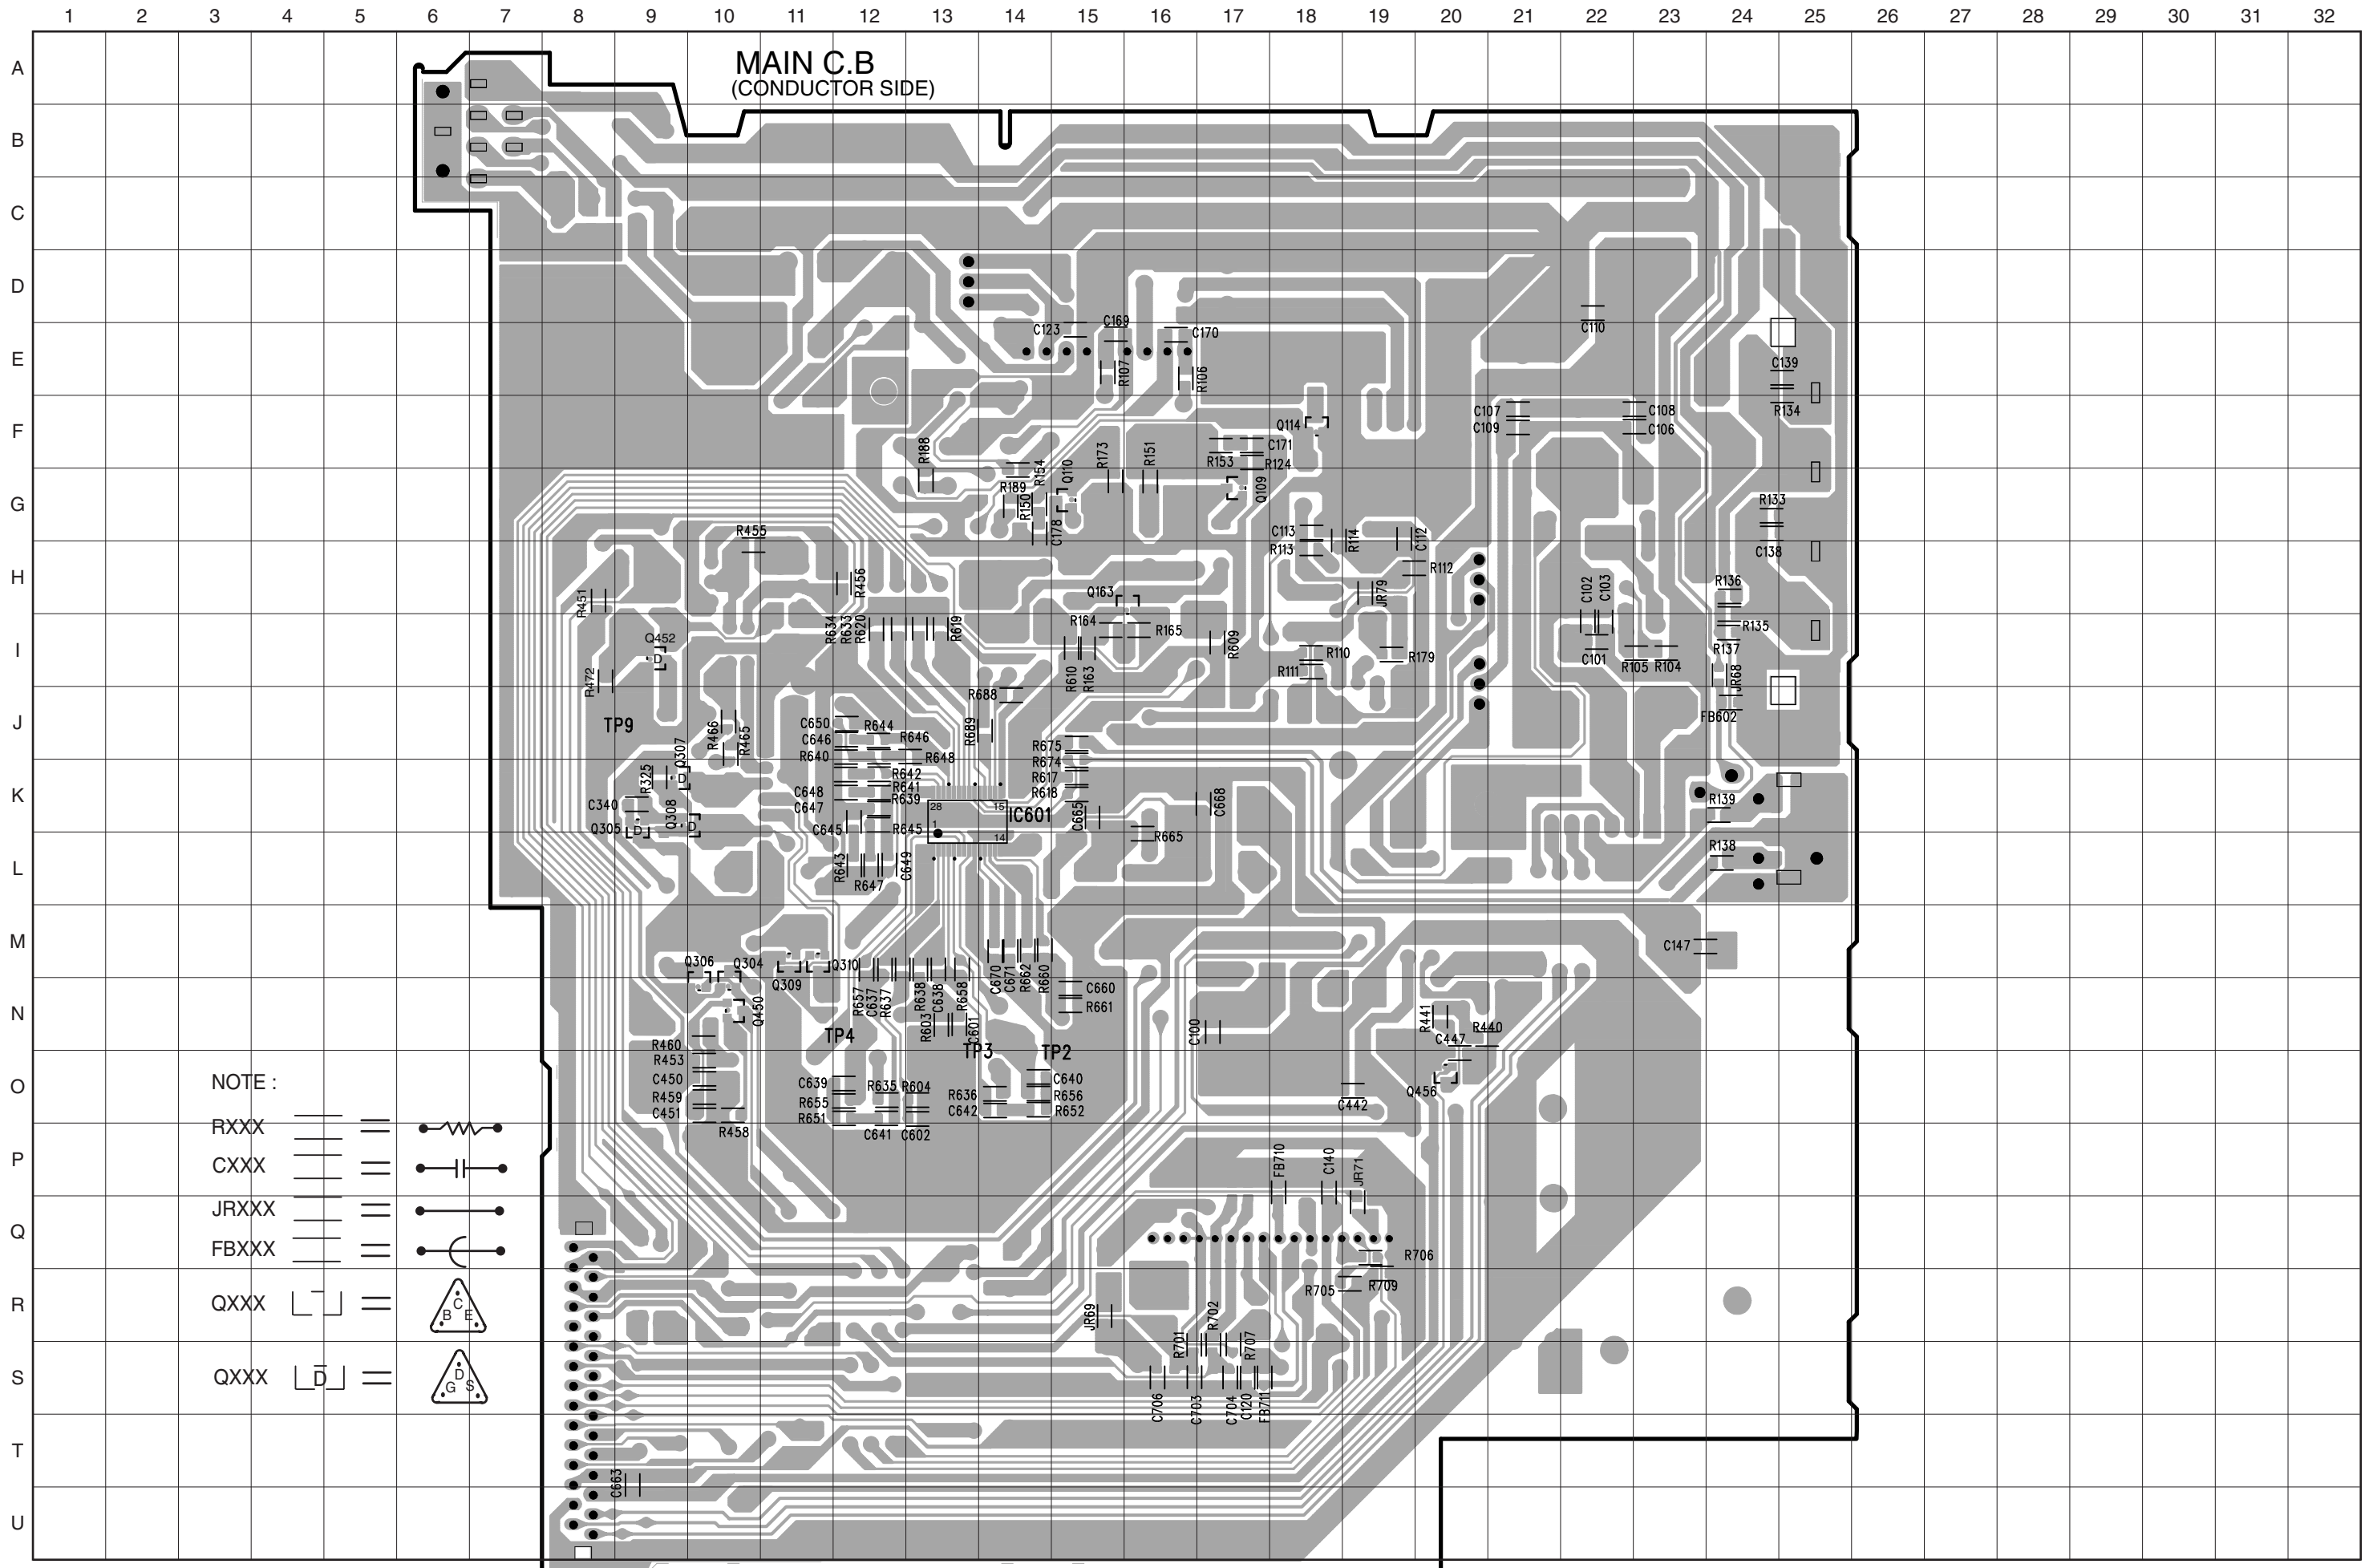 1 2 3 4 5 6 7 8 9 10 11 12 13 14 15 16 17 18 19 20 21 22 23 24 25 26 27 28 29 30 31 32
A
MAIN C.B
(CONDUCTOR SIDE)
B
C
D
C123 C169 C170 C110
E
R107 R106 C139
R134
F
C107 C108
C109 C106
Q114
R188 R173 R151 C171
R153 R124
R154 Q110
R189 R150 Q109
G
R133
C178
R455 C113 R114 C112
R113 C138
H
R456 R112
R451 Q163 JR79 C102 C103 R136
R634 R633 R620 R619 R164 R165 R609 R135
Q452
D
I
R110 R179 C101 R105 R104 R137
R472 R610 R163 R111 JR68
R688
J
TP9 R466 R465 C650 R644 R689 FB602
C646 R646 R675
R640 R648 R674
Q307 R325 D R642 R617
K
C648 R641 R618
C340 Q308 C647 R639 28 15 IC601 C665 C668 R139
Q305 D D C645 R645 1 14 R665
L
R643 R647 C649 R138
M
C147
Q306 Q304 Q310 C670 C671 R662 R660
Q309
R657 C637 R637 R638 C638 R658 C660
R661
N
Q450 TP4 R603 C601 C100 R441 R440
R460 TP3 TP2 C447
R453
O
NOTE :
C450 C639 R635 R604 R636 C640
R459 R655 C642 R656 C442 Q456
C451 R651 R652
R458 C641 C602
RXXX
P
CXXX FB710 C140 JR71
JRXXX
Q
FBXXX R706
R
QXXX B C E R705 R709
JR69 R702
R701 R707
S
QXXX D G D S
C706 C703 C704 C120 FB711
T
C663
U